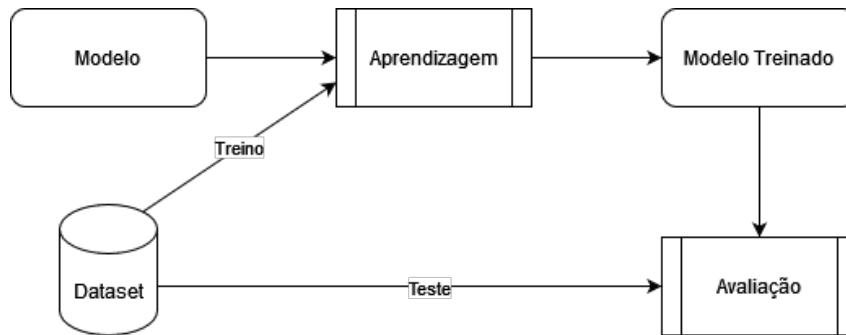 Modelo
Aprendizagem
Modelo Treinado
Treino
Dataset
Teste
Avaliação